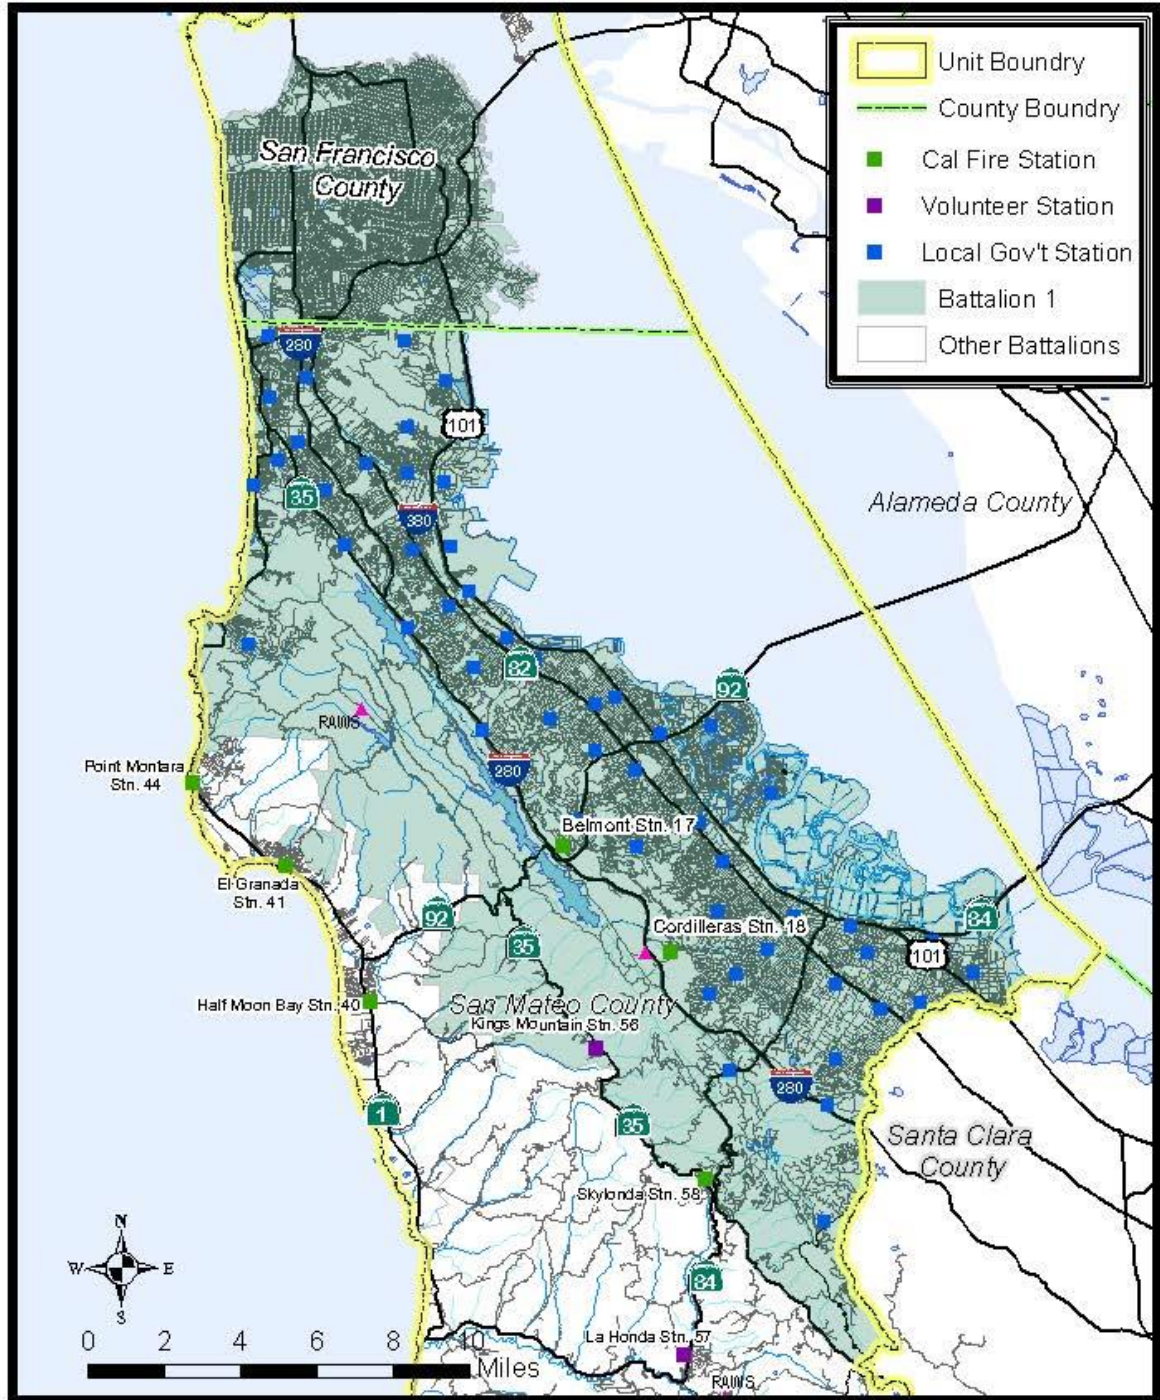 Unit Boundry
County Boundry
Cal Fire Station
Volunteer Station
Local Gov't Station
Battalion 1
Other Battalions
San Francisco
County
280
101
35
380
Alameda County
82
92
RAWS
280
Point Montara
Stn. 44
Belmont Stn. 17
El Granada
Stn. 41
92
35
84
Cordilleras Stn. 18
101
Half Moon Bay Stn. 40
San Mateo County
Kings Mountain Stn. 56
280
1
35
Santa Clara
County
Skylonda Stn. 58
84
N
W E
S
La Honda Stn. 57
0 2 4 6 8 10
Miles
RAWS